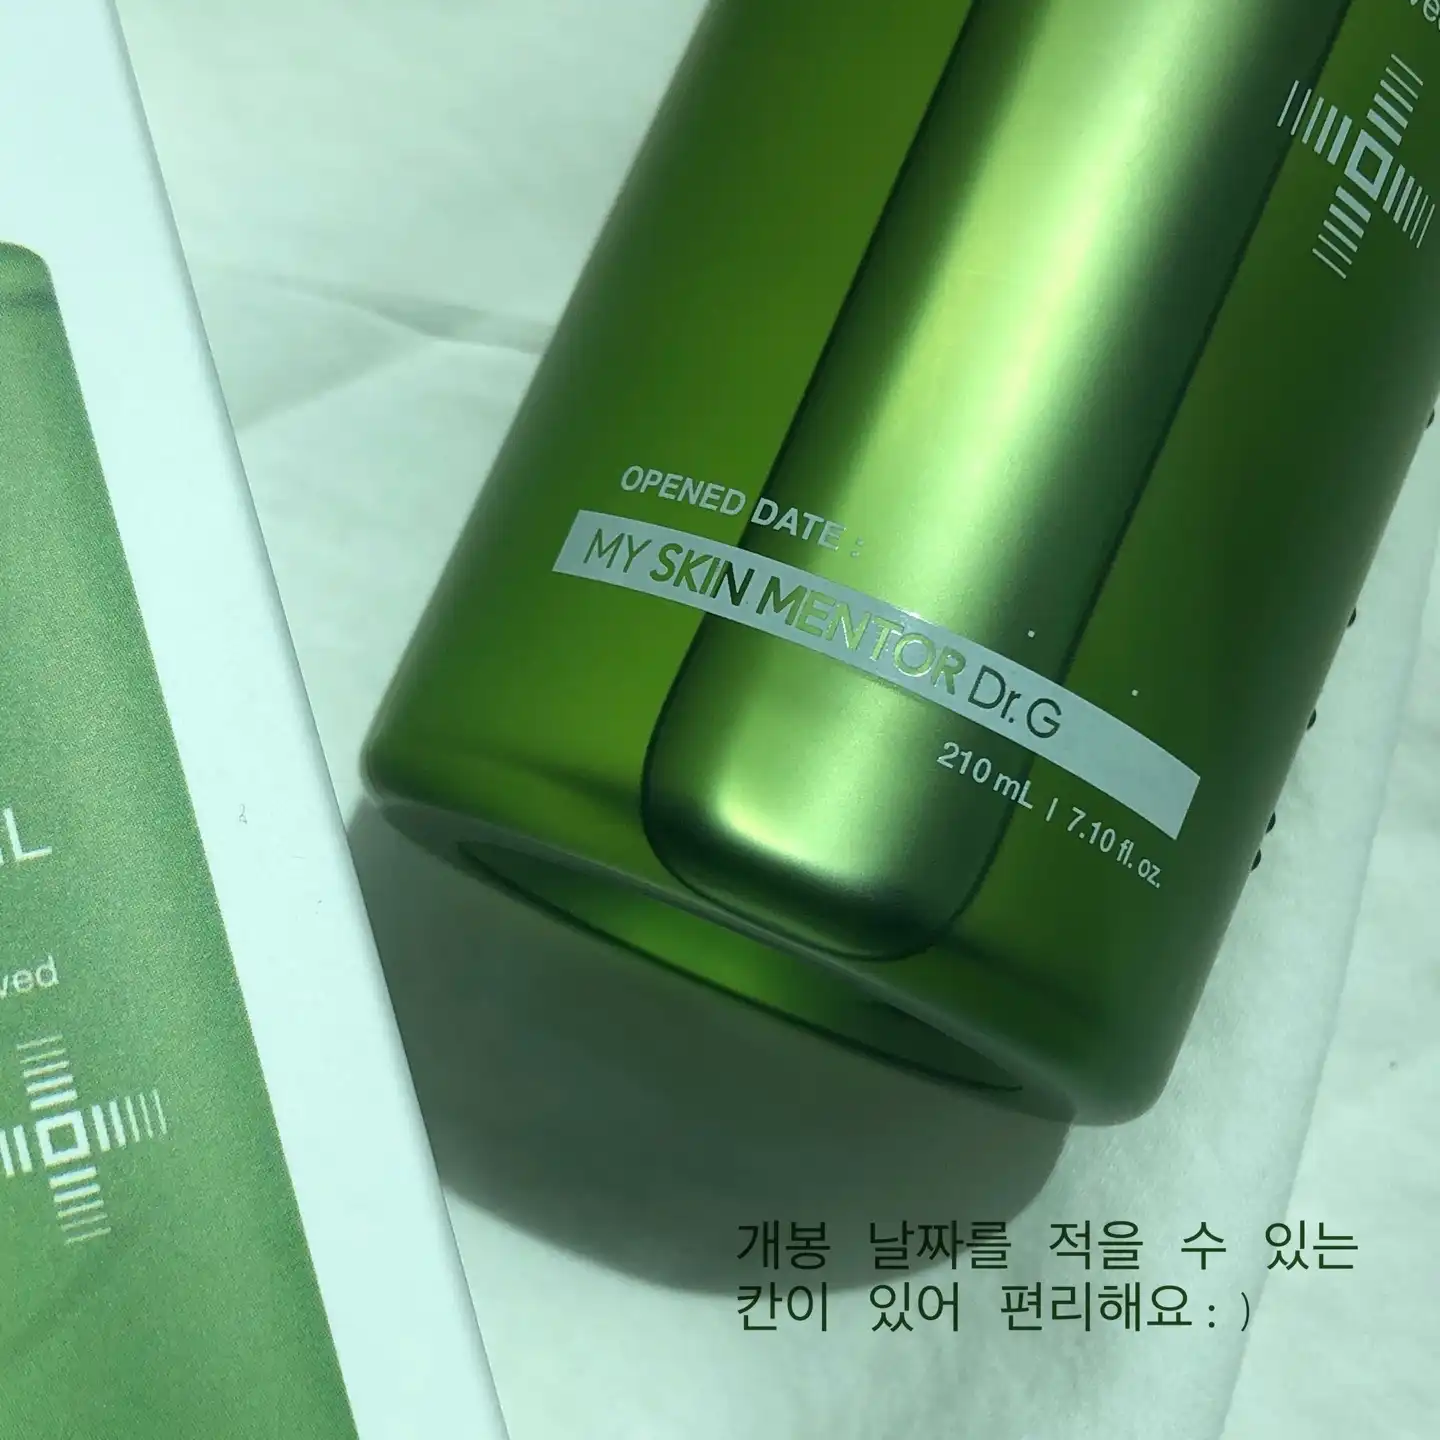 OPENED DATE :
MY SKIN MENTOR Dr.G
210 mL | 7.10 fl. oz.
개봉 날짜를 적을 수 있는
칸이 있어 편리해요:)